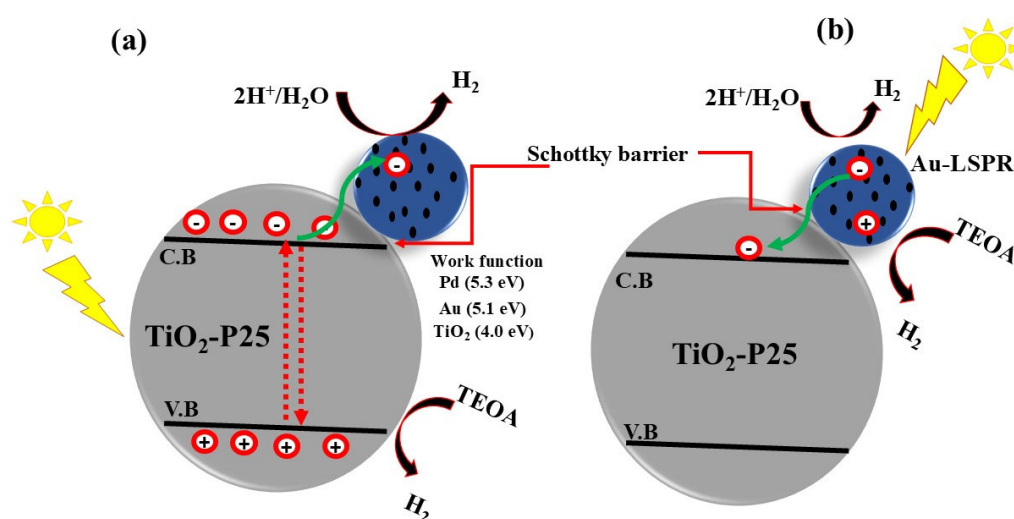 (a)
2H⁺/H₂O
H₂
C.B
TiO₂-P25
V.B
TEOA
H₂
Schottky barrier
Work function
Pd (5.3 eV)
Au (5.1 eV)
TiO₂ (4.0 eV)
(b)
2H⁺/H₂O
H₂
Au-LSPR
TEOA
H₂
C.B
TiO₂-P25
V.B